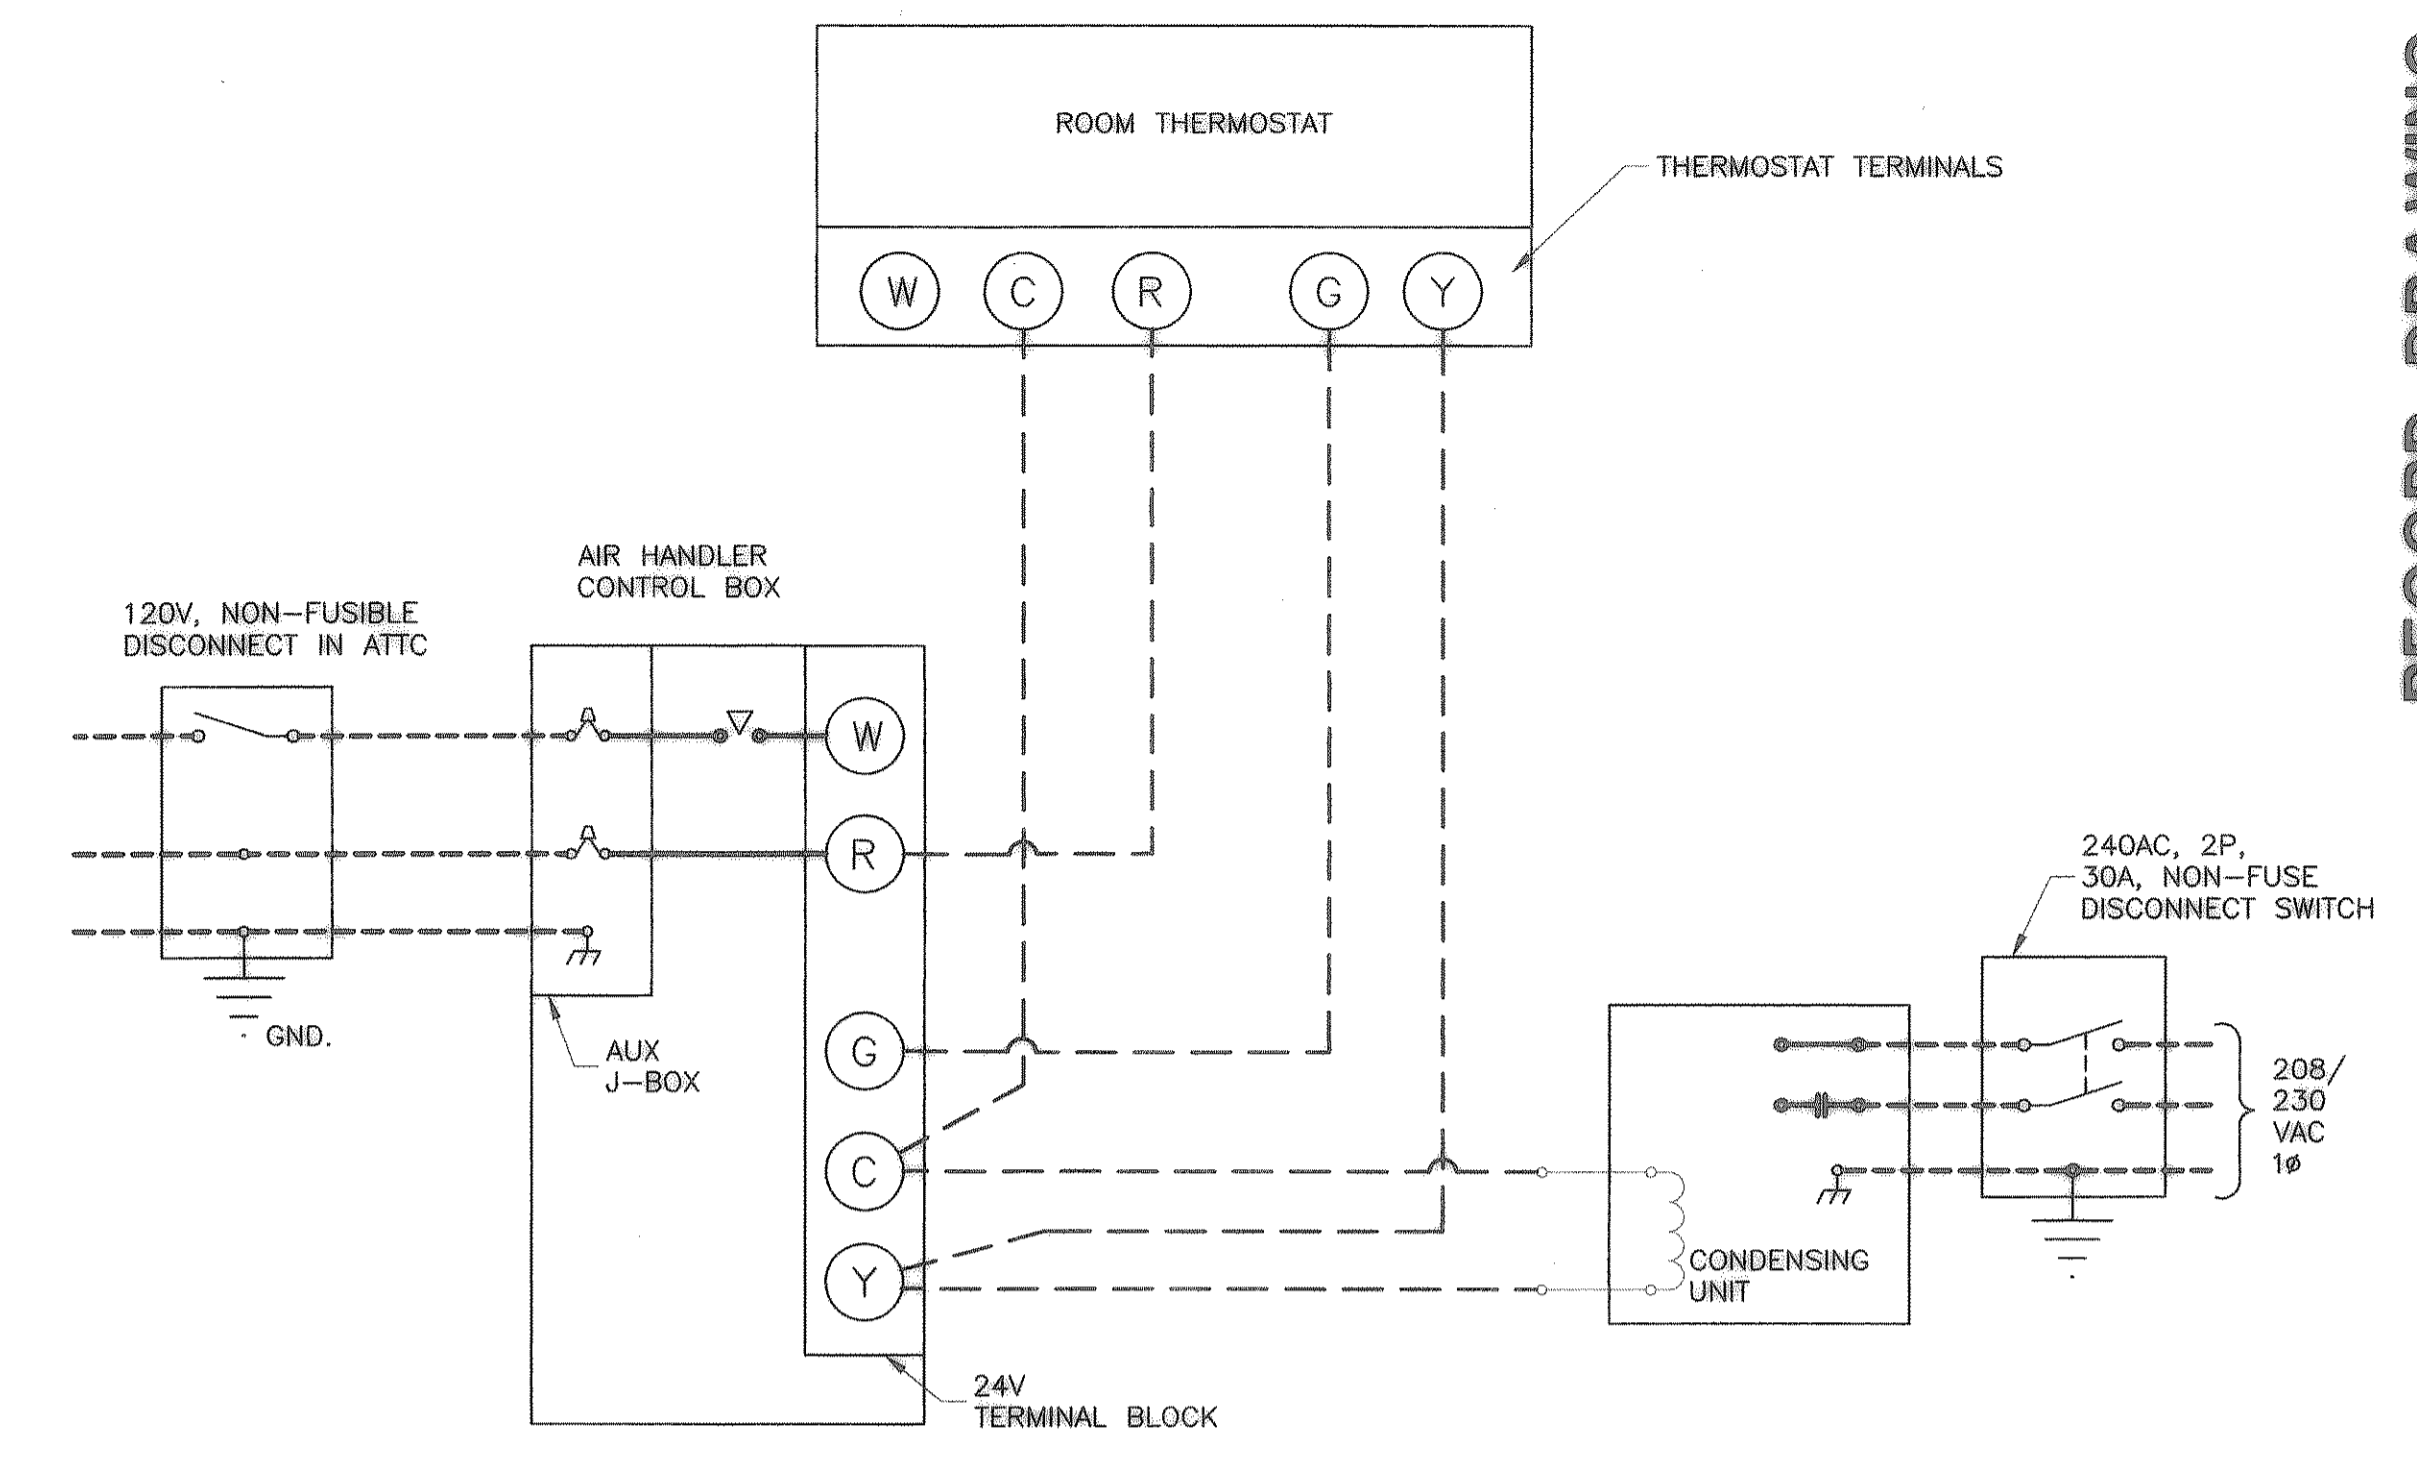 ROOM THERMOSTAT
THERMOSTAT TERMINALS
W C R G Y
AIR HANDLER
CONTROL BOX
120V, NON-FUSIBLE
DISCONNECT IN ATTC
W
R
G
C
Y
GND.
AUX
J-BOX
24V
TERMINAL BLOCK
240AC, 2P,
30A, NON-FUSE
DISCONNECT SWITCH
208/
230
VAC
1ø
CONDENSING
UNIT